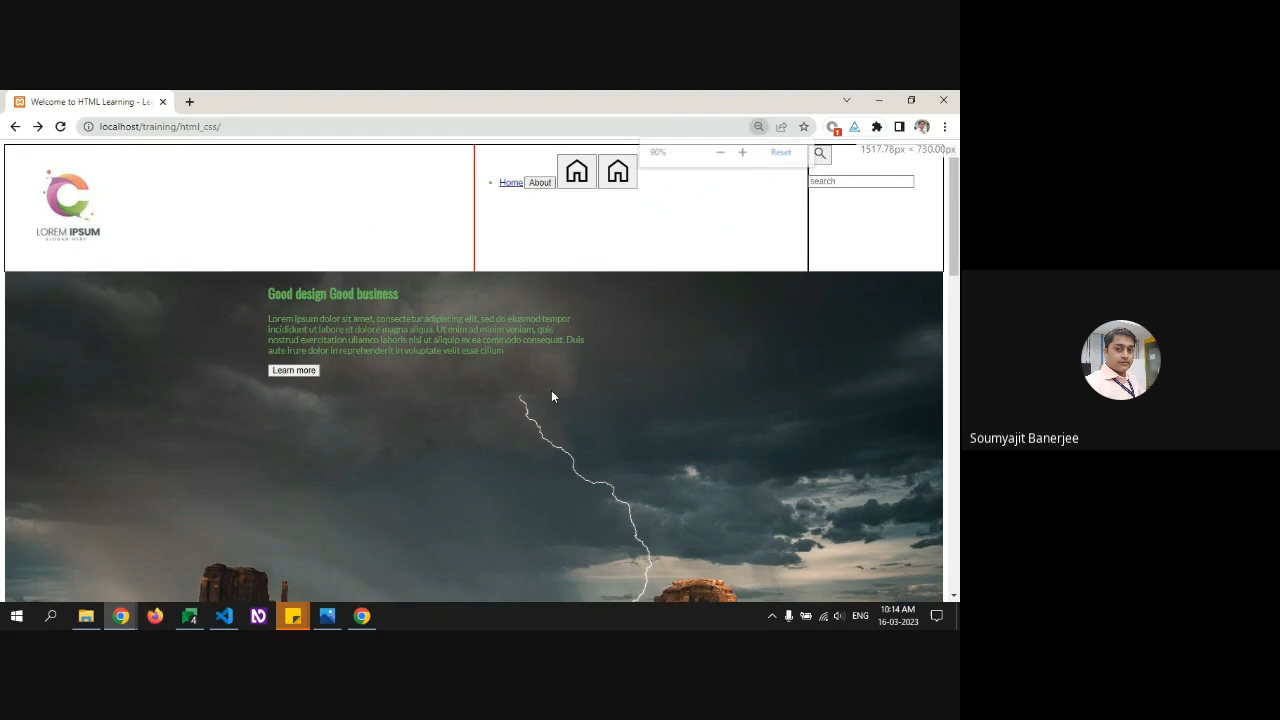 Welcome to HTML Learning - Le
localhost/training/html_css/
90%
Reset
1517.78px × 730.00px
LOREM IPSUM
SLOGAN HERE
Home
About
search
Good design Good business
Lorem ipsum dolor sit amet, consectetur adipiscing elit, sed do eiusmod tempor
incididunt ut labore et dolore magna aliqua. Ut enim ad minim veniam, quis
nostrud exercitation ullamco laboris nisi ut aliquip ex ea commodo consequat. Duis
aute irure dolor in reprehenderit in voluptate velit esse cillum
Learn more
Soumyajit Banerjee
4
ENG
10:14 AM
16-03-2023